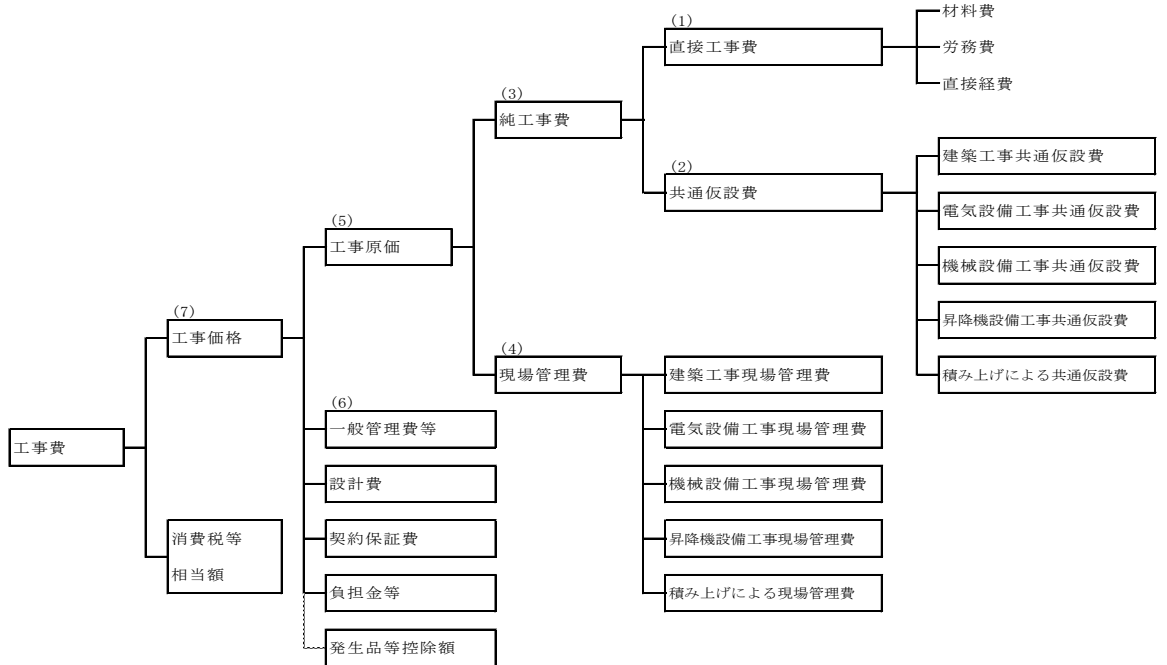 材料費
(1)
直接工事費
労務費
直接経費
(3)
純工事費
建築工事共通仮設費
(2)
共通仮設費
電気設備工事共通仮設費
(5)
工事原価
機械設備工事共通仮設費
(7)
工事価格
昇降機設備工事共通仮設費
(4)
現場管理費
建築工事現場管理費
積み上げによる共通仮設費
(6)
一般管理費等
電気設備工事現場管理費
工事費
設計費
機械設備工事現場管理費
消費税等
相当額
契約保証費
昇降機設備工事現場管理費
負担金等
積み上げによる現場管理費
発生品等控除額